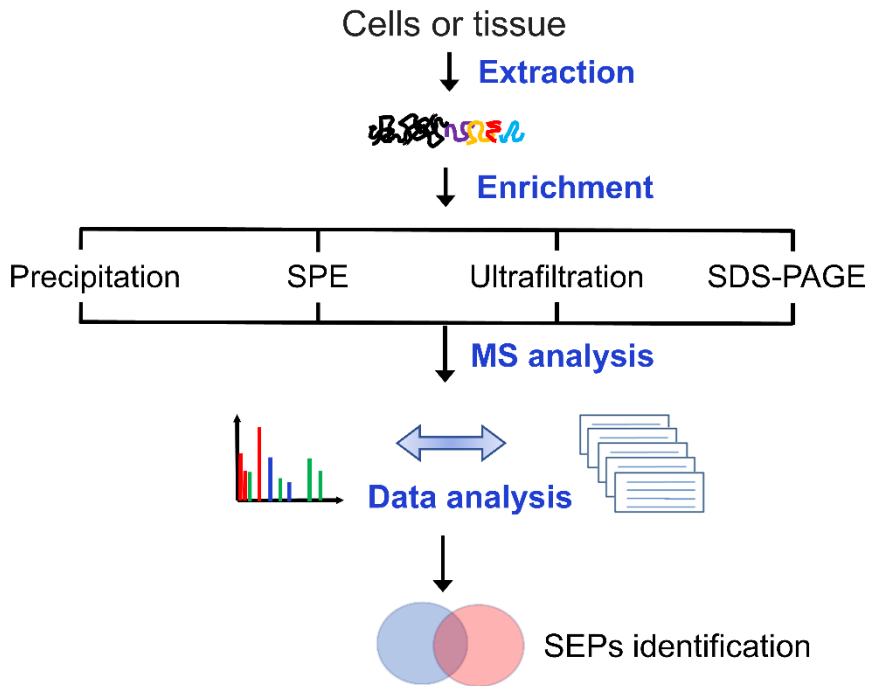 Cells or tissue
Extraction
Enrichment
Precipitation
SPE
Ultrafiltration
SDS-PAGE
MS analysis
Data analysis
SEPs identification